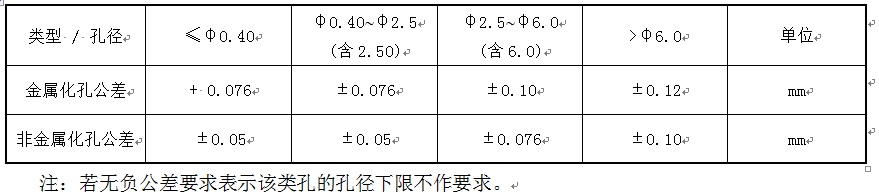 类型 / 孔径 ≤Φ0.40 Φ0.40~Φ2.5 (含2.50) Φ2.5~Φ6.0 (含6.0) >Φ6.0 单位
金属化孔公差 + 0.076 ±0.076 ±0.10 ±0.12 mm
非金属化孔公差 ±0.05 ±0.05 ±0.076 ±0.10 mm
注：若无负公差要求表示该类孔的孔径下限不作要求。